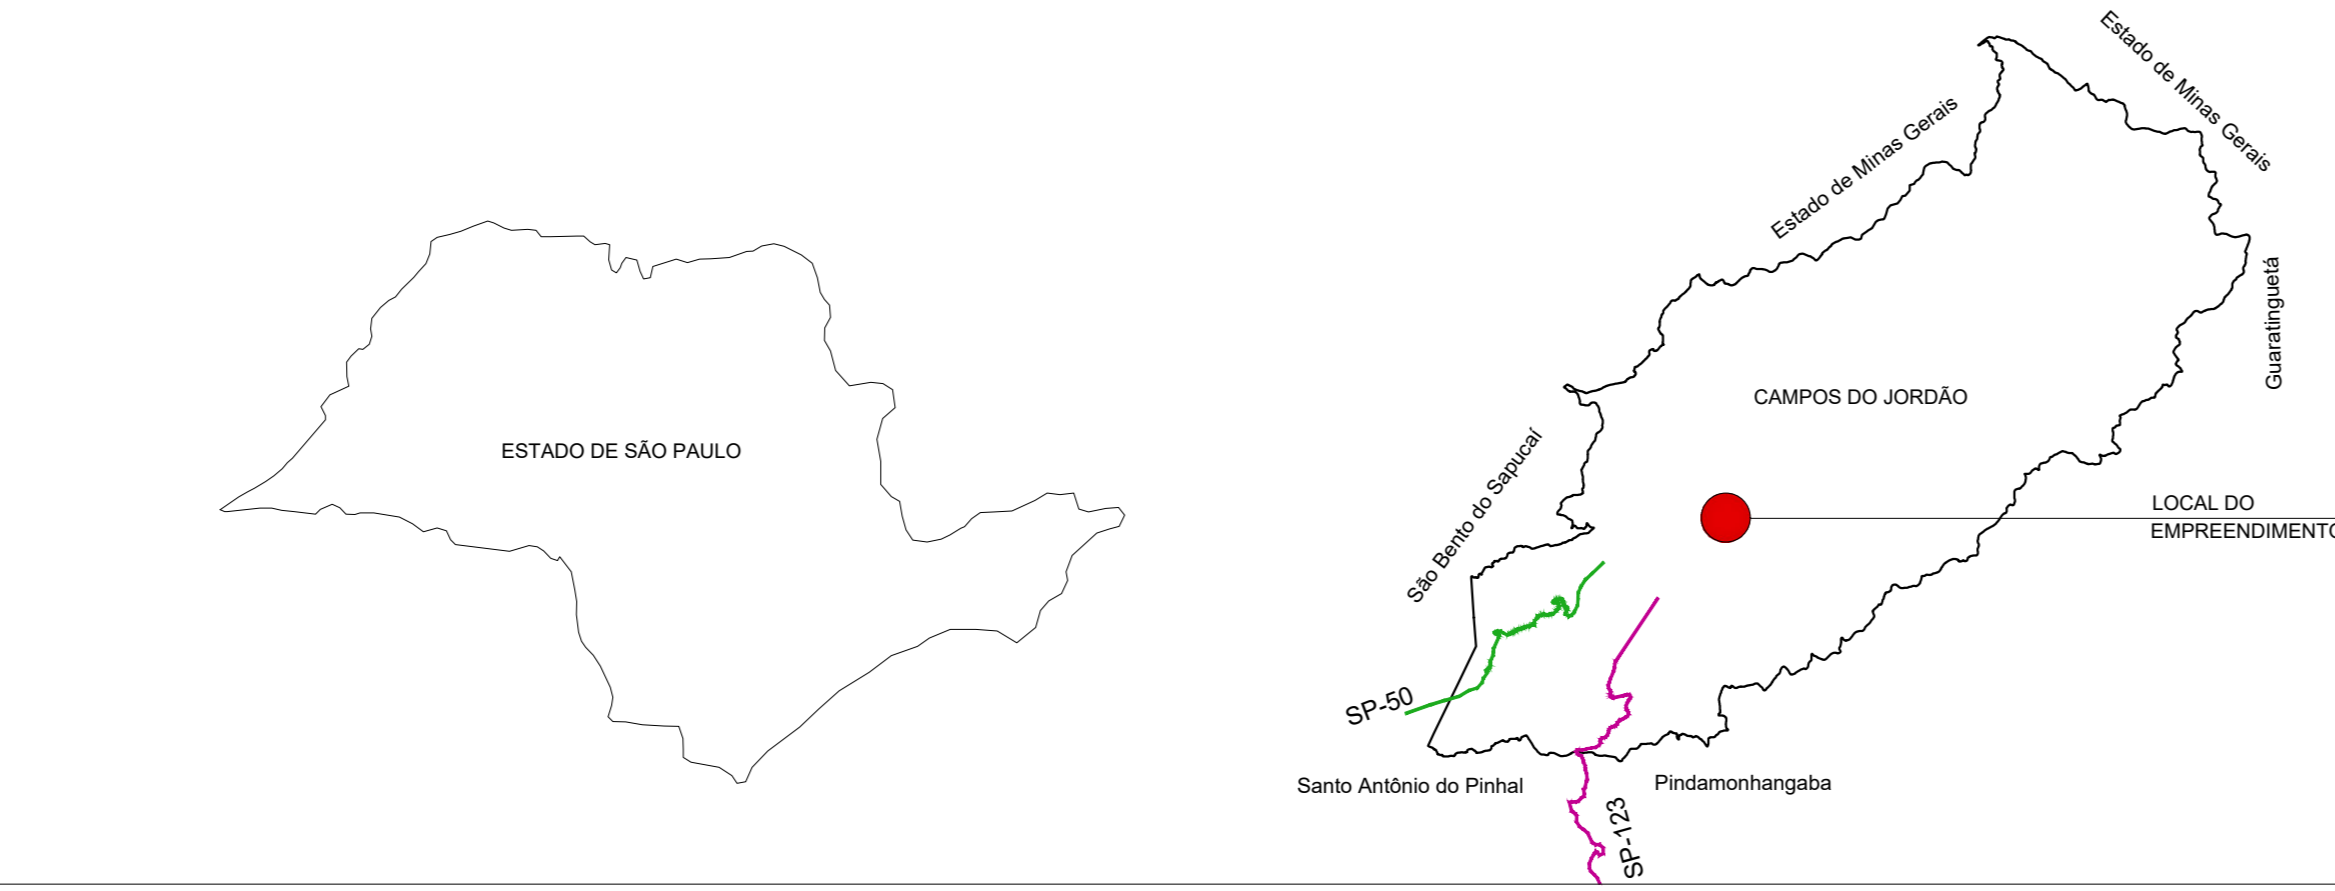 Estado de Minas Gerais
Estado de Minas Gerais
Guaratinguetá
CAMPOS DO JORDÃO
ESTADO DE SÃO PAULO
São Bento do Sapucaí
LOCAL DO
EMPREENDIMENTO
SP-50
Santo Antônio do Pinhal
Pindamonhangaba
SP-123